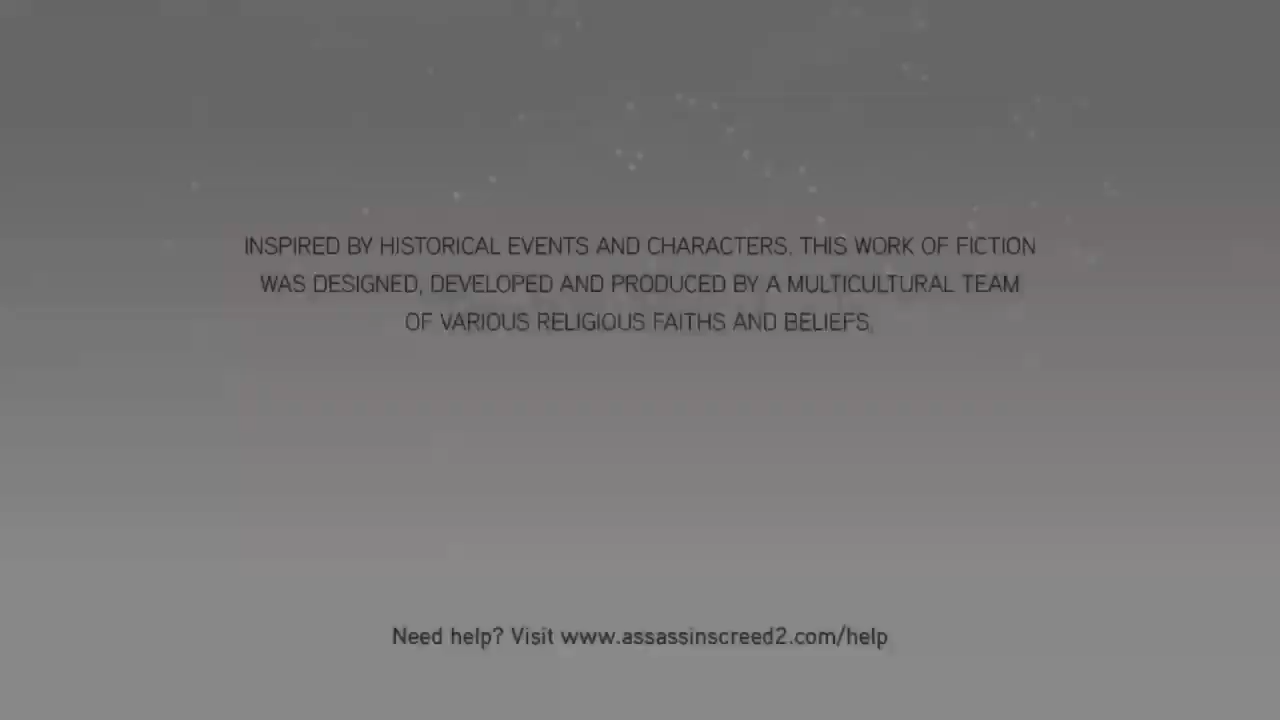 INSPIRED BY HISTORICAL EVENTS AND CHARACTERS. THIS WORK OF FICTION
WAS DESIGNED, DEVELOPED AND PRODUCED BY A MULTICULTURAL TEAM
OF VARIOUS RELIGIOUS FAITHS AND BELIEFS.
Need help? Visit www.assassinscreed2.com/help